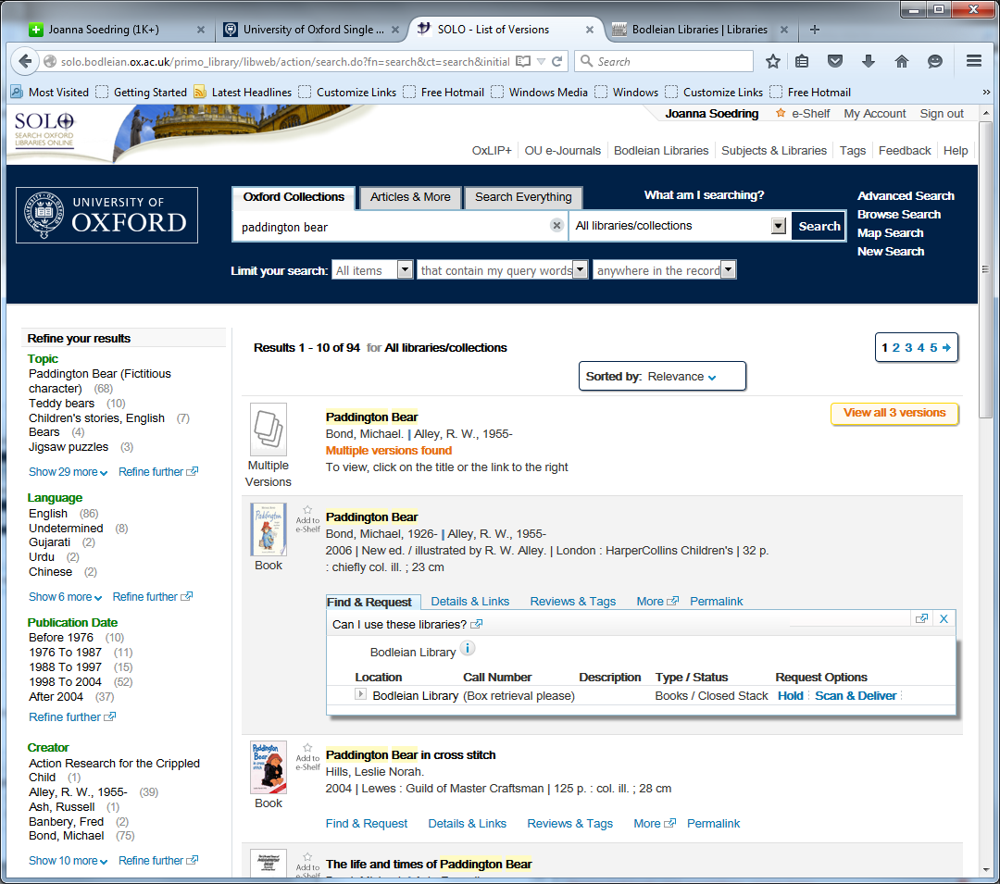 Joanna Soedring (1K+)
University of Oxford Single ...
SOLO - List of Versions
Bodleian Libraries | Libraries
solo.bodleian.ox.ac.uk/primo_library/libweb/action/search.do?fn=search&ct=search&initial
Search
Most Visited Getting Started Latest Headlines Customize Links Free Hotmail Windows Media Windows Customize Links Free Hotmail »
SOLO
SEARCH OXFORD
LIBRARIES ONLINE
Joanna Soedring e-Shelf My Account Sign out
OxLIP+ OU e-Journals Bodleian Libraries Subjects & Libraries Tags Feedback Help
UNIVERSITY OF
OXFORD
Oxford Collections Articles & More Search Everything What am I searching?
paddington bear All libraries/collections Search
Advanced Search
Browse Search
Map Search
New Search
Limit your search: All items that contain my query words anywhere in the record
Refine your results
Topic
Paddington Bear (Fictitious
character) (68)
Teddy bears (10)
Children's stories, English (7)
Bears (4)
Jigsaw puzzles (3)
Show 29 more Refine further
Language
English (86)
Undetermined (8)
Gujarati (2)
Urdu (2)
Chinese (2)
Show 6 more Refine further
Publication Date
Before 1976 (10)
1976 To 1987 (11)
1988 To 1997 (15)
1998 To 2004 (52)
After 2004 (37)
Refine further
Creator
Action Research for the Crippled
Child (1)
Alley, R. W., 1955- (39)
Ash, Russell (1)
Banbery, Fred (2)
Bond, Michael (75)
Show 10 more Refine further
Results 1 - 10 of 94 for All libraries/collections
1 2 3 4 5
Sorted by: Relevance
Multiple
Versions
Paddington Bear
Bond, Michael. | Alley, R. W., 1955-
Multiple versions found
To view, click on the title or the link to the right
View all 3 versions
Paddington
Book
Add to
e-Shelf
Paddington Bear
Bond, Michael, 1926- | Alley, R. W., 1955-
2006 | New ed. / illustrated by R. W. Alley. | London : HarperCollins Children's | 32 p.
: chiefly col. ill. ; 23 cm
Find & Request Details & Links Reviews & Tags More Permalink
Can I use these libraries? X
Bodleian Library i
Location Call Number Description Type / Status Request Options
Bodleian Library (Box retrieval please) Books / Closed Stack Hold Scan & Deliver
Paddington
Bear
in cross
stitch
Book
Add to
e-Shelf
Paddington Bear in cross stitch
Hills, Leslie Norah.
2004 | Lewes : Guild of Master Craftsman | 125 p. : col. ill. ; 28 cm
Find & Request Details & Links Reviews & Tags More Permalink
Add to
e-Shelf
The life and times of Paddington Bear